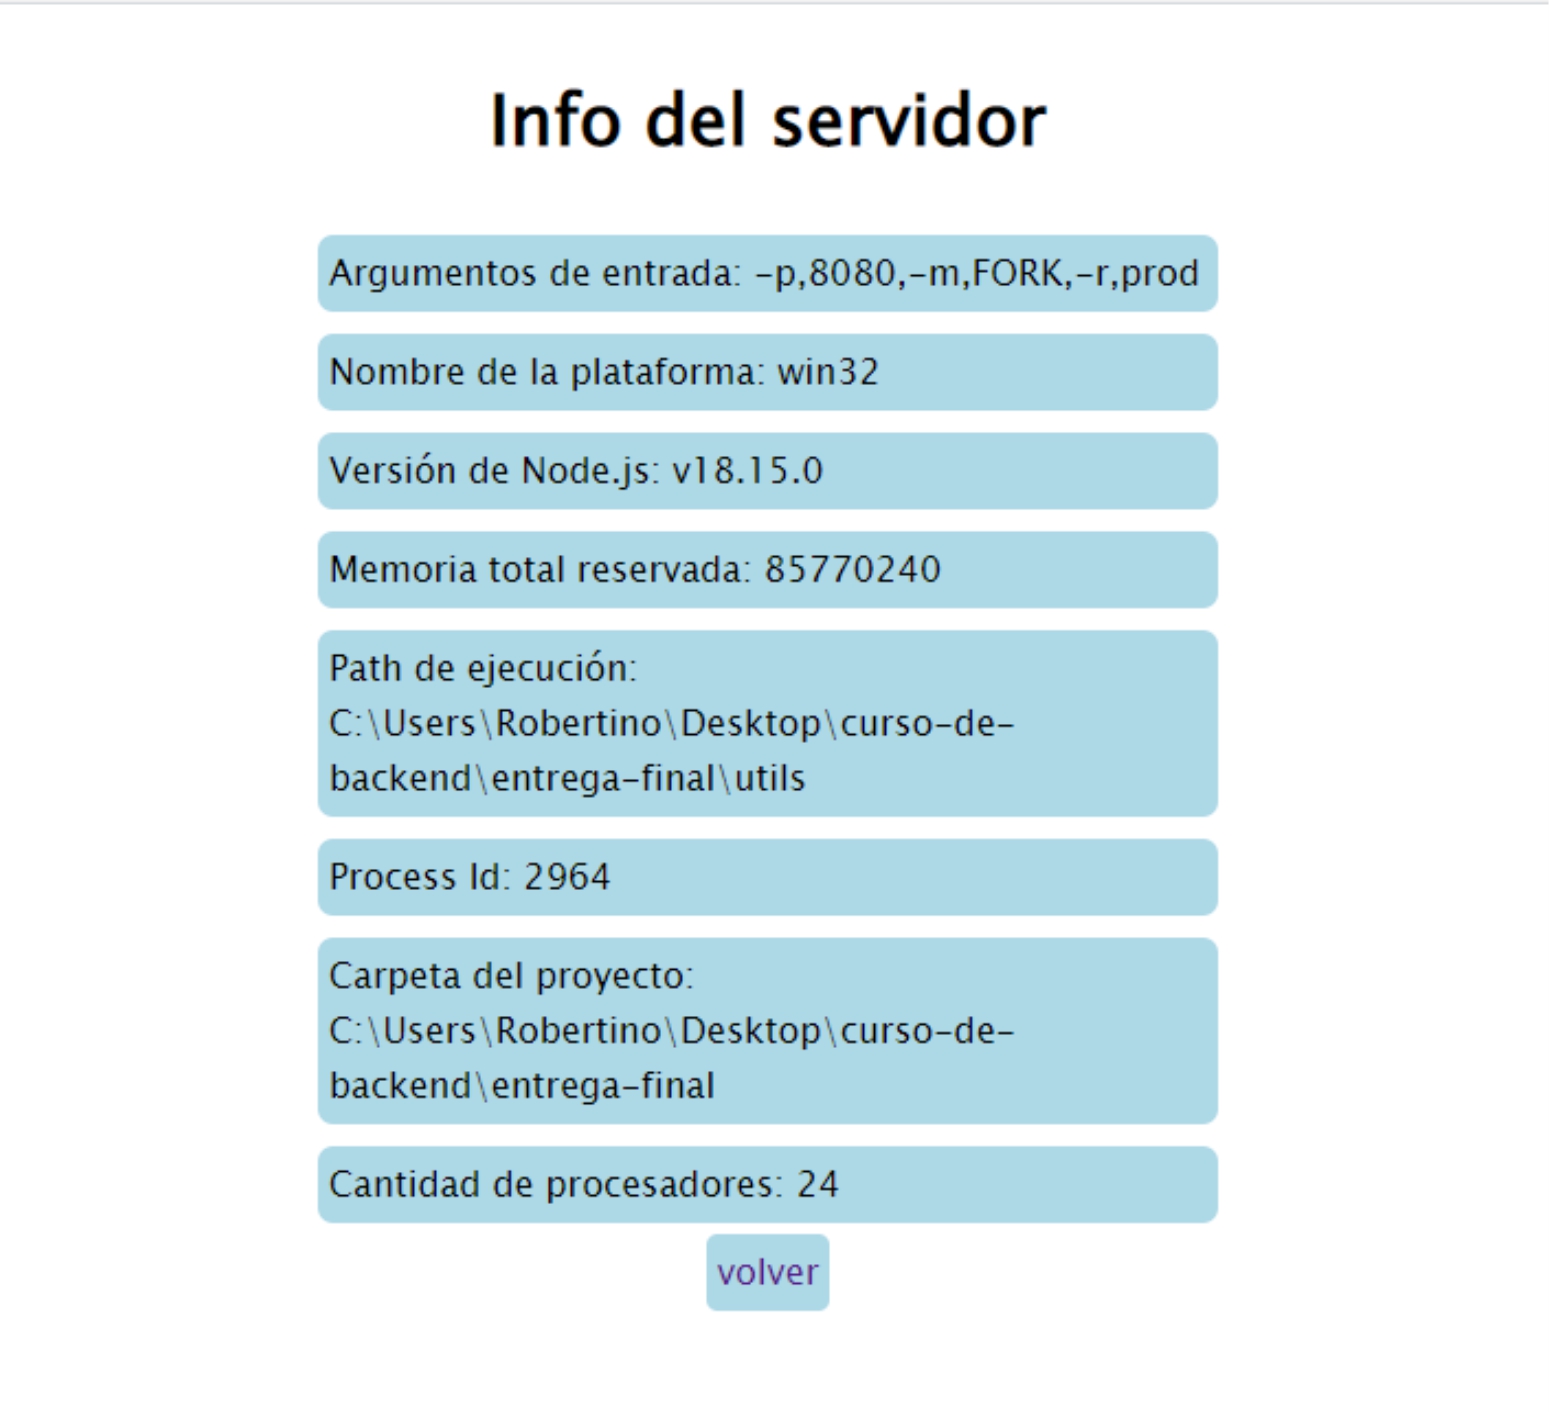 Info del servidor
Argumentos de entrada: -p,8080,-m,FORK,-r,prod
Nombre de la plataforma: win32
Versión de Node.js: v18.15.0
Memoria total reservada: 85770240
Path de ejecución:
C:\Users\Robertino\Desktop\curso-de-
backend\entrega-final\utils
Process Id: 2964
Carpeta del proyecto:
C:\Users\Robertino\Desktop\curso-de-
backend\entrega-final
Cantidad de procesadores: 24
volver